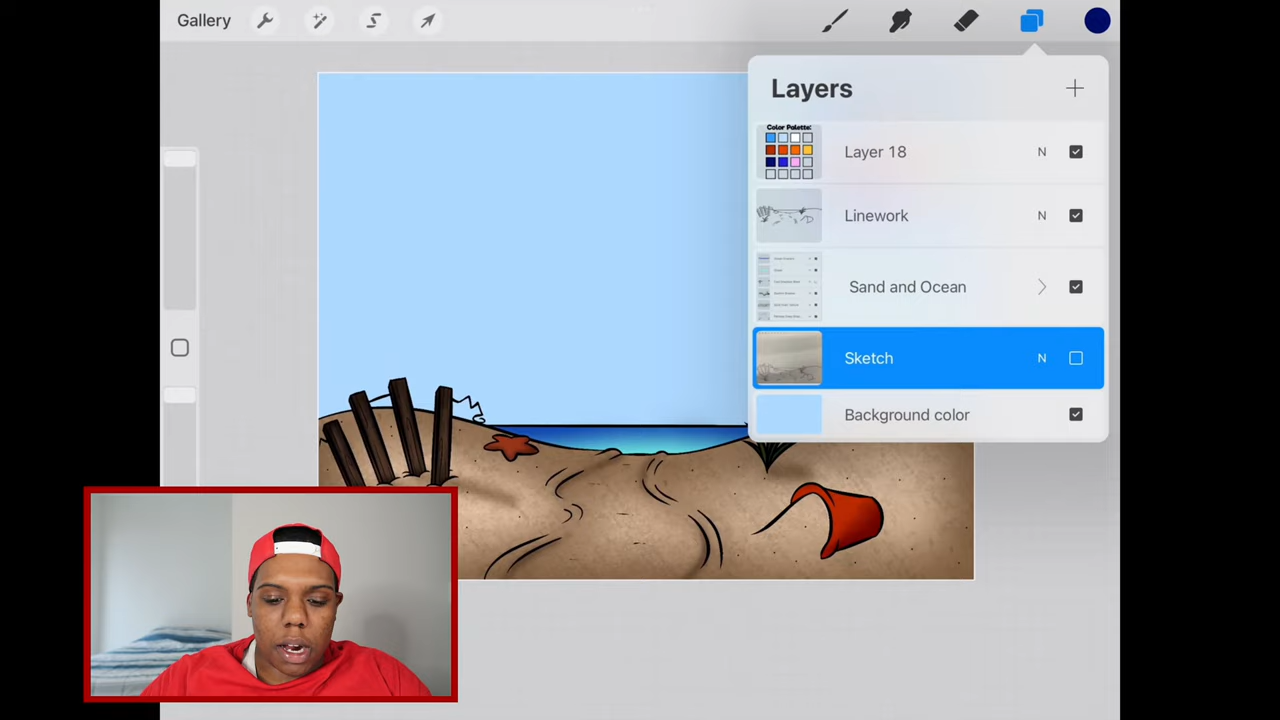 Gallery
Layers
Color Palette:
Layer 18
N
Linework
N
Sand and Ocean
Sketch
N
Background color